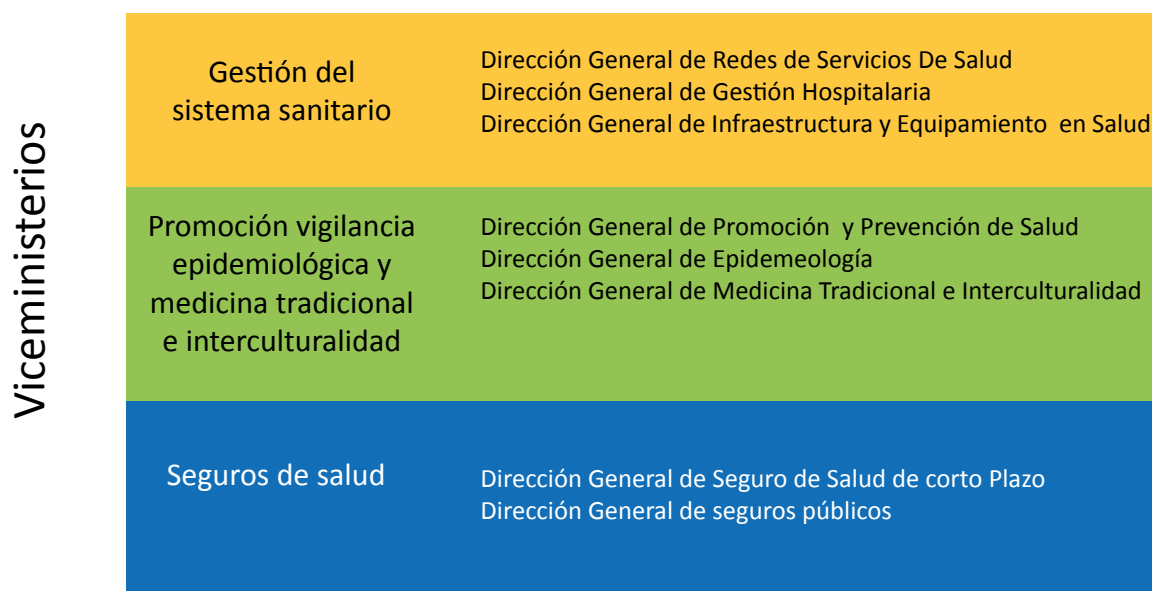 Viceministerios
Gestión del
sistema sanitario
Dirección General de Redes de Servicios De Salud
Dirección General de Gestión Hospitalaria
Dirección General de Infraestructura y Equipamiento en Salud
Promoción vigilancia
epidemiológica y
medicina tradicional
e interculturalidad
Dirección General de Promoción y Prevención de Salud
Dirección General de Epidemeología
Dirección General de Medicina Tradicional e Interculturalidad
Seguros de salud
Dirección General de Seguro de Salud de corto Plazo
Dirección General de seguros públicos